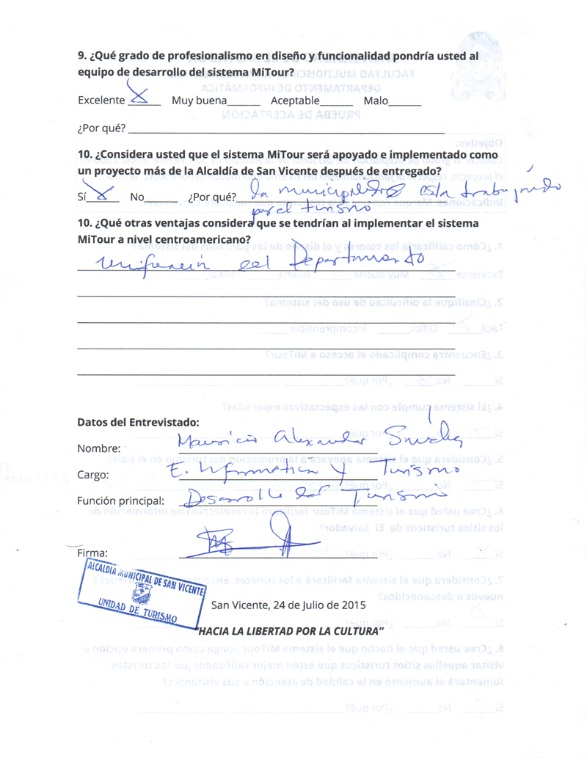 9. ¿Qué grado de profesionalismo en diseño y funcionalidad pondría usted al
equipo de desarrollo del sistema MiTour?
Excelente X Muy buena______ Aceptable______ Malo______
¿Por qué?
10. ¿Considera usted que el sistema MiTour será apoyado e implementado como
un proyecto más de la Alcaldía de San Vicente después de entregado?
Sí X No____ ¿Por qué? la municipalidad esta trabajando
por el turismo
10. ¿Qué otras ventajas considera que se tendrían al implementar el sistema
MiTour a nivel centroamericano?
unificación del Departamento
Datos del Entrevistado:
Nombre: Mauricio Alexander
Cargo: E. Informatica y Turismo
Función principal: Desarrollo del Turismo
Firma:
ALCALDIA MUNICIPAL DE SAN VICENTE
UNIDAD DE TURISMO
San Vicente, 24 de Julio de 2015
"HACIA LA LIBERTAD POR LA CULTURA"